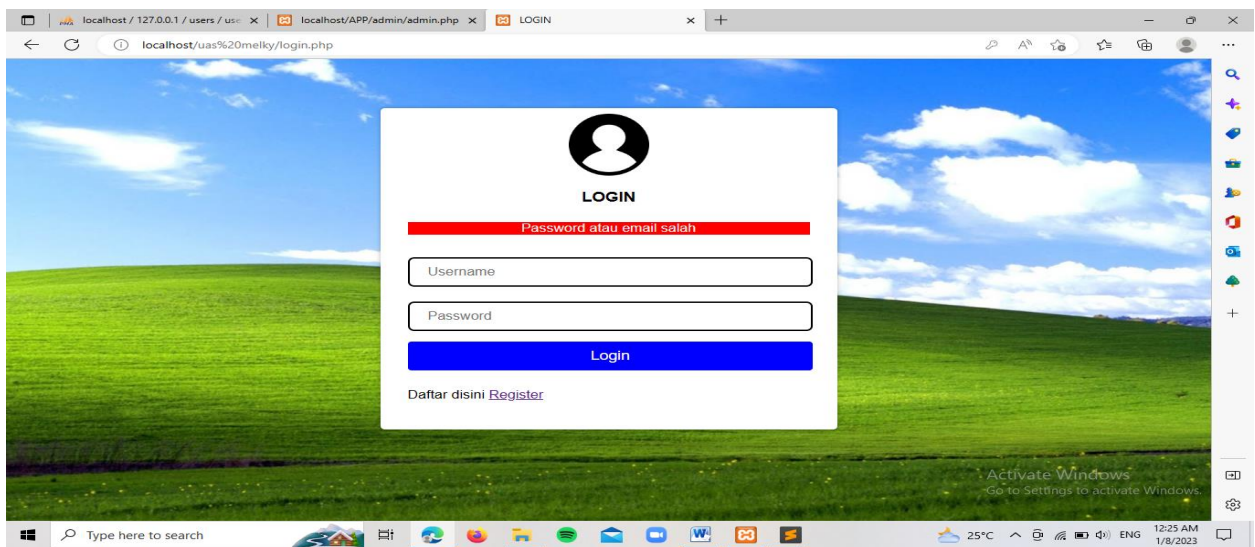 localhost / 127.0.0.1 / users / use
localhost/APP/admin/admin.php
LOGIN
localhost/uas%20melky/login.php
LOGIN
Password atau email salah
Username
Password
Login
Daftar disini Register
Activate Windows
Go to Settings to activate Windows.
Type here to search
25°C
ENG
12:25 AM
1/8/2023